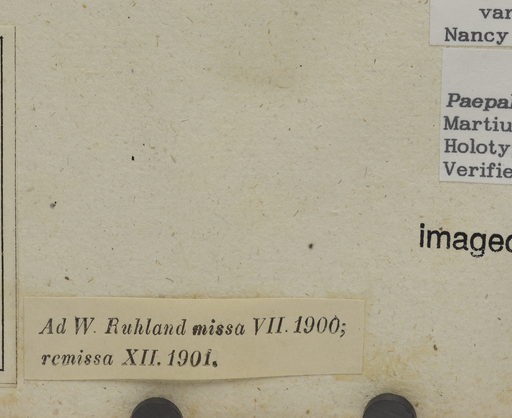 var
Nancy
Paepal
Martiu
Holoty
Verifie
imaged
Ad W. Ruhland missa VII. 1900;
remissa XII. 1901.